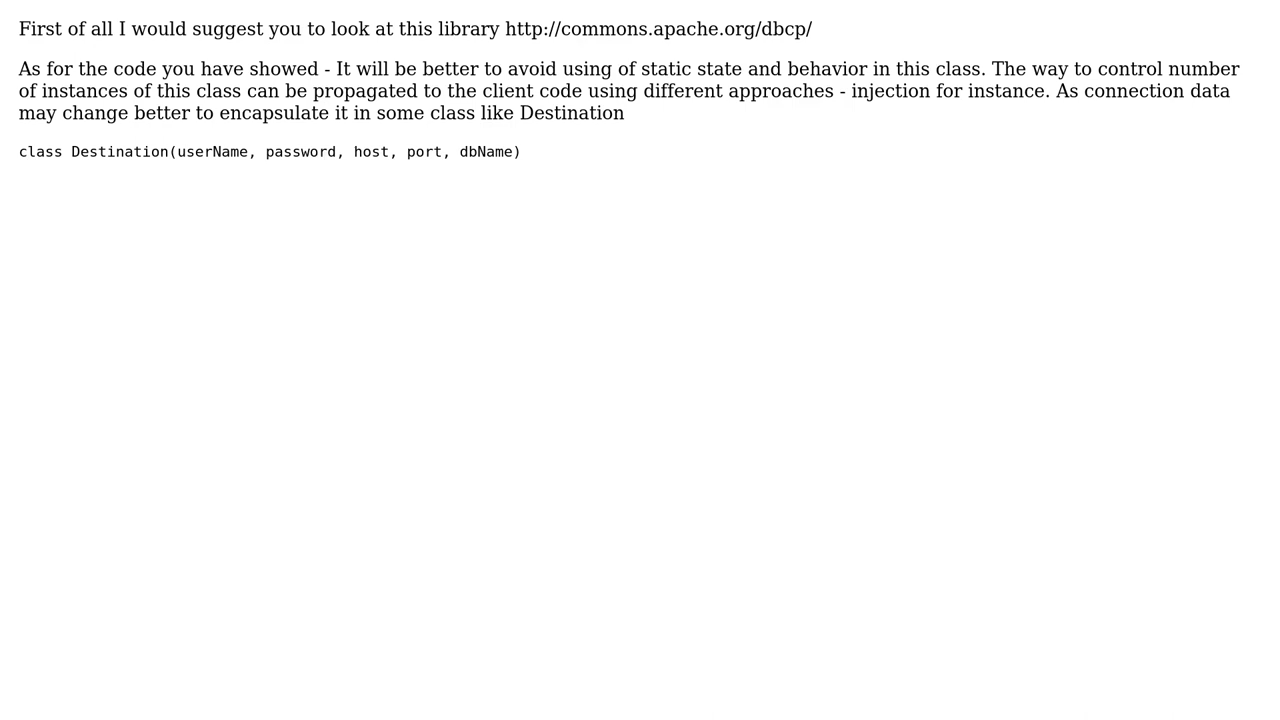 First of all I would suggest you to look at this library http://commons.apache.org/dbcp/
As for the code you have showed - It will be better to avoid using of static state and behavior in this class. The way to control number
of instances of this class can be propagated to the client code using different approaches - injection for instance. As connection data
may change better to encapsulate it in some class like Destination
class Destination(userName, password, host, port, dbName)